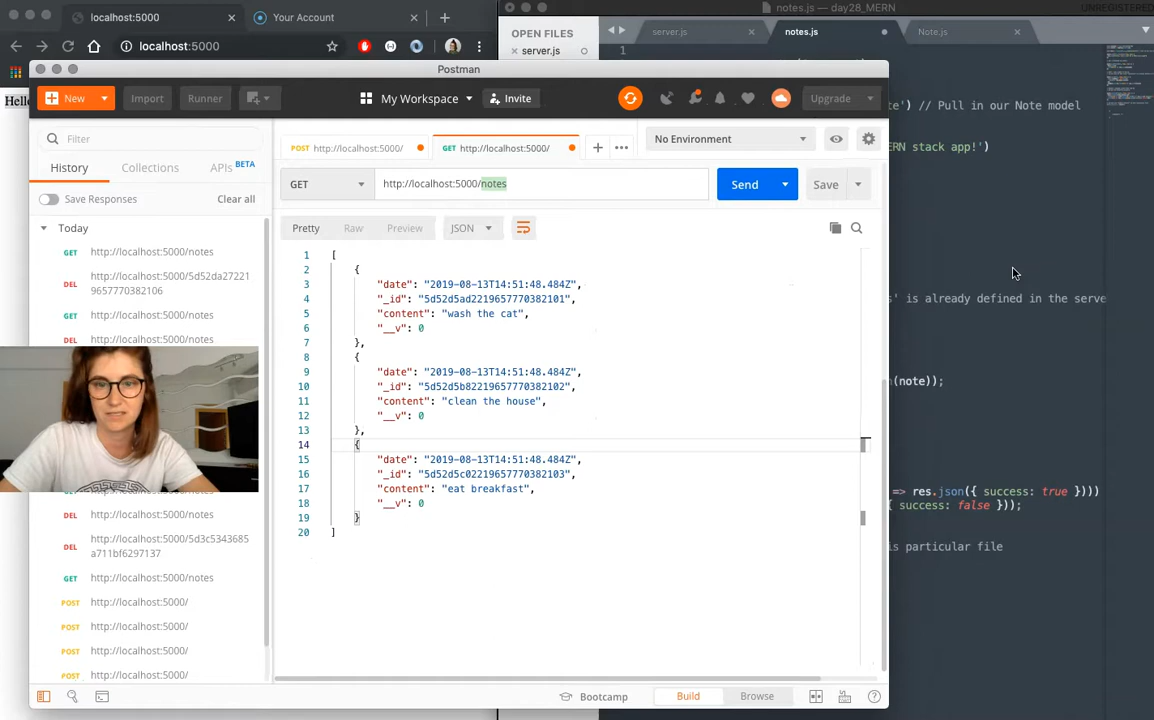 localhost:5000
Your Account
notes.js — day28_MERN
UNREGISTERED
localhost:5000
OPEN FILES
server.js
server.js
notes.js
Note.js
1
Postman
New
Import
Runner
My Workspace
Invite
Upgrade
') // Pull in our Note model
Filter
POST http://localhost:5000/
GET http://localhost:5000/
No Environment
ERN stack app!')
History
Collections
APIs BETA
GET
http://localhost:5000/notes
Send
Save
Save Responses
Clear all
Today
Pretty
Raw
Preview
JSON
GET http://localhost:5000/notes
DEL http://localhost:5000/5d52da27221
9657770382106
GET http://localhost:5000/notes
DEL http://localhost:5000/notes
1 [
2 {
3 "date": "2019-08-13T14:51:48.484Z",
4 "_id": "5d52d5ad2219657770382101",
5 "content": "wash the cat",
6 "__v": 0
7 },
8 {
9 "date": "2019-08-13T14:51:48.484Z",
10 "_id": "5d52d5b82219657770382102",
11 "content": "clean the house",
12 "__v": 0
13 },
14 {
15 "date": "2019-08-13T14:51:48.484Z",
16 "_id": "5d52d5c02219657770382103",
17 "content": "eat breakfast",
18 "__v": 0
19 }
20 ]
s' is already defined in the serve
n(note));
=> res.json({ success: true })))
{ success: false }));
is particular file
DEL http://localhost:5000/notes
GET http://localhost:5000/notes
DEL http://localhost:5000/5d3c5343685
a711bf6297137
GET http://localhost:5000/notes
POST http://localhost:5000/
POST http://localhost:5000/
POST http://localhost:5000/
POST http://localhost:5000/
Bootcamp
Build
Browse